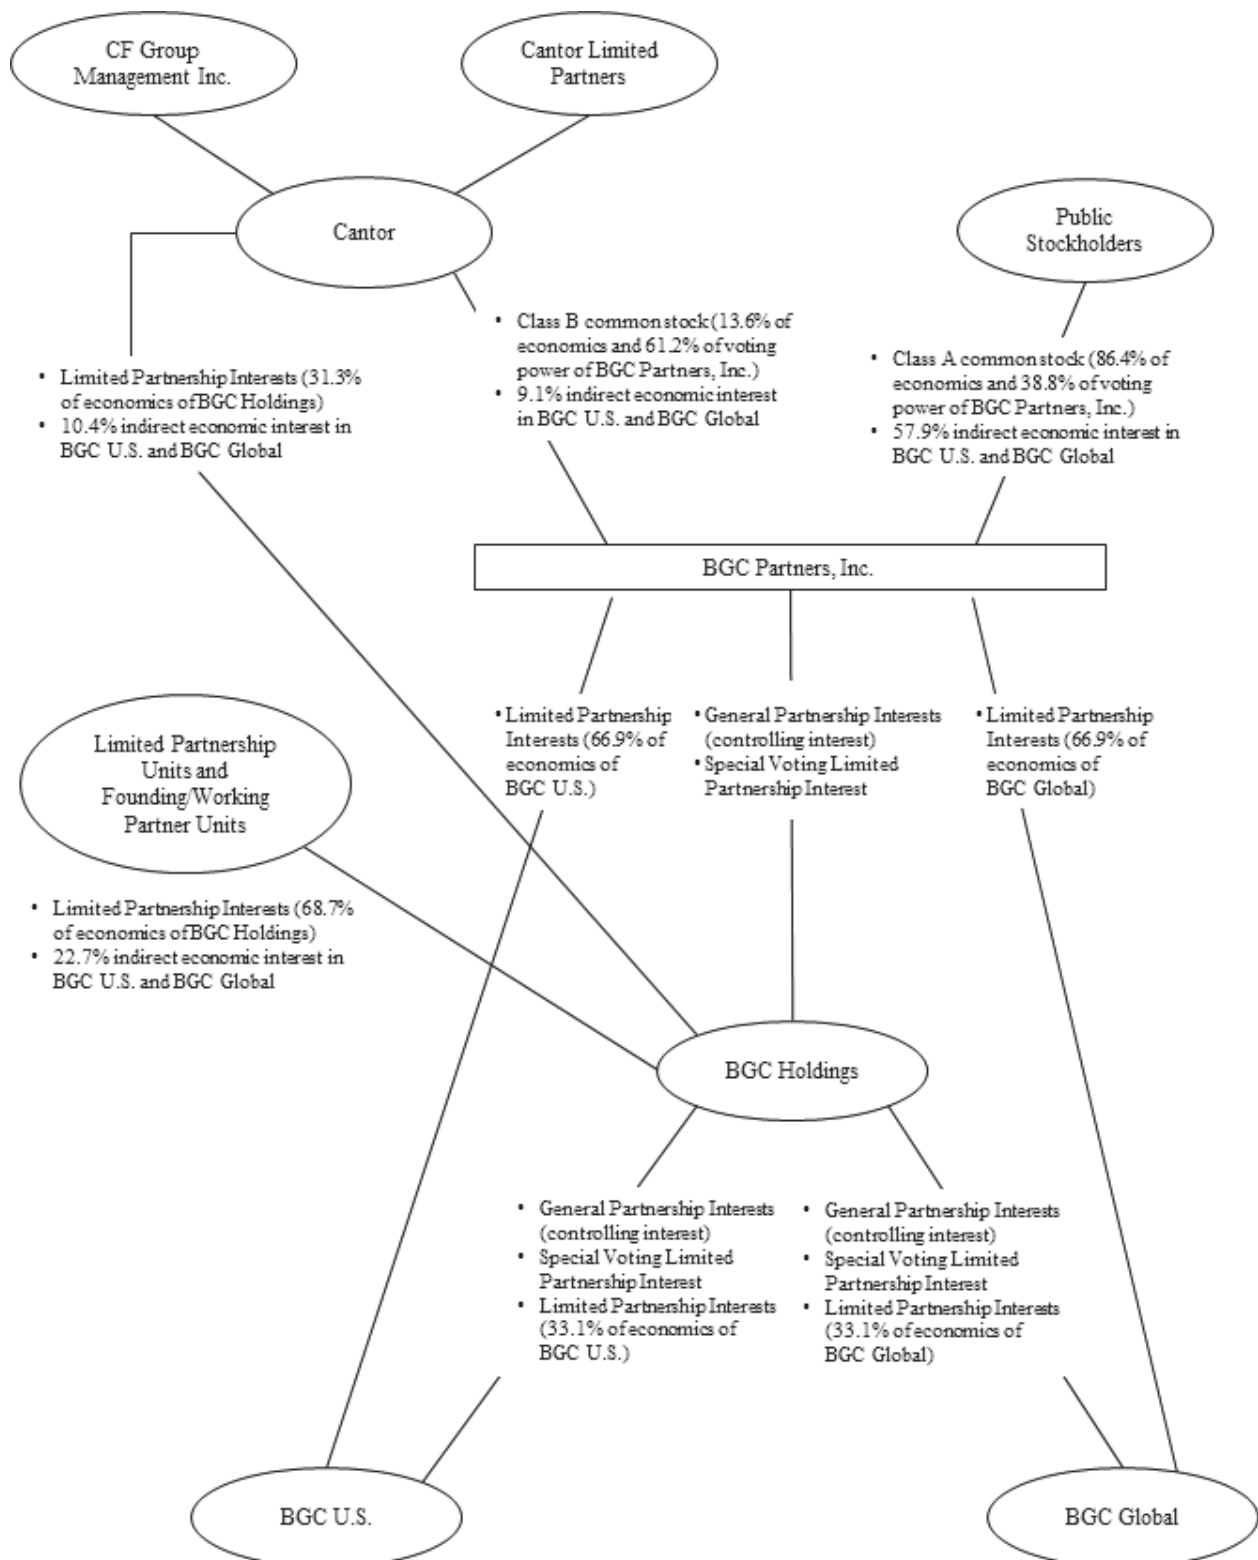 CF Group
Management Inc.
Cantor Limited
Partners
Cantor
Public
Stockholders
• Class B common stock (13.6% of
economics and 61.2% of voting
power of BGC Partners, Inc.)
• 9.1% indirect economic interest
in BGC U.S. and BGC Global
• Class A common stock (86.4% of
economics and 38.8% of voting
power of BGC Partners, Inc.)
• 57.9% indirect economic interest in
BGC U.S. and BGC Global
• Limited Partnership Interests (31.3%
of economics of BGC Holdings)
• 10.4% indirect economic interest in
BGC U.S. and BGC Global
BGC Partners, Inc.
• Limited Partnership
Interests (66.9% of
economics of
BGC U.S.)
• General Partnership Interests
(controlling interest)
• Special Voting Limited
Partnership Interest
• Limited Partnership
Interests (66.9% of
economics of
BGC Global)
Limited Partnership
Units and
Founding/Working
Partner Units
• Limited Partnership Interests (68.7%
of economics of BGC Holdings)
• 22.7% indirect economic interest in
BGC U.S. and BGC Global
BGC Holdings
• General Partnership Interests
(controlling interest)
• Special Voting Limited
Partnership Interest
• Limited Partnership Interests
(33.1% of economics of
BGC U.S.)
• General Partnership Interests
(controlling interest)
• Special Voting Limited
Partnership Interest
• Limited Partnership Interests
(33.1% of economics of
BGC Global)
BGC U.S.
BGC Global